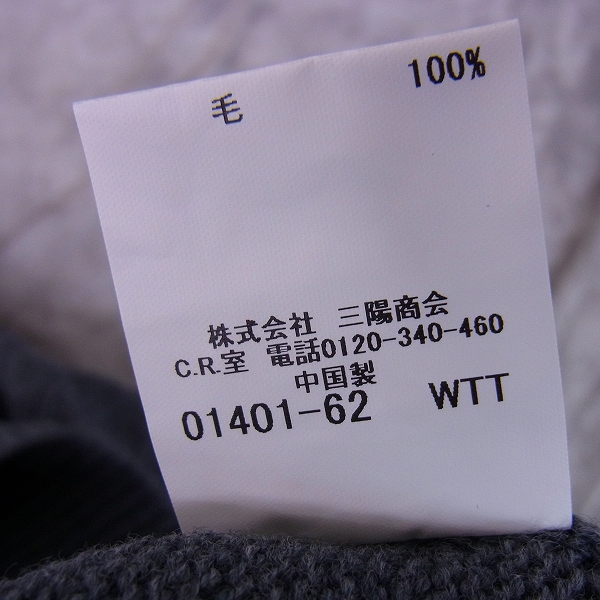 毛 100%
株式会社 三陽商会
C.R.室 電話0120-340-460
中国製
01401-62 WTT